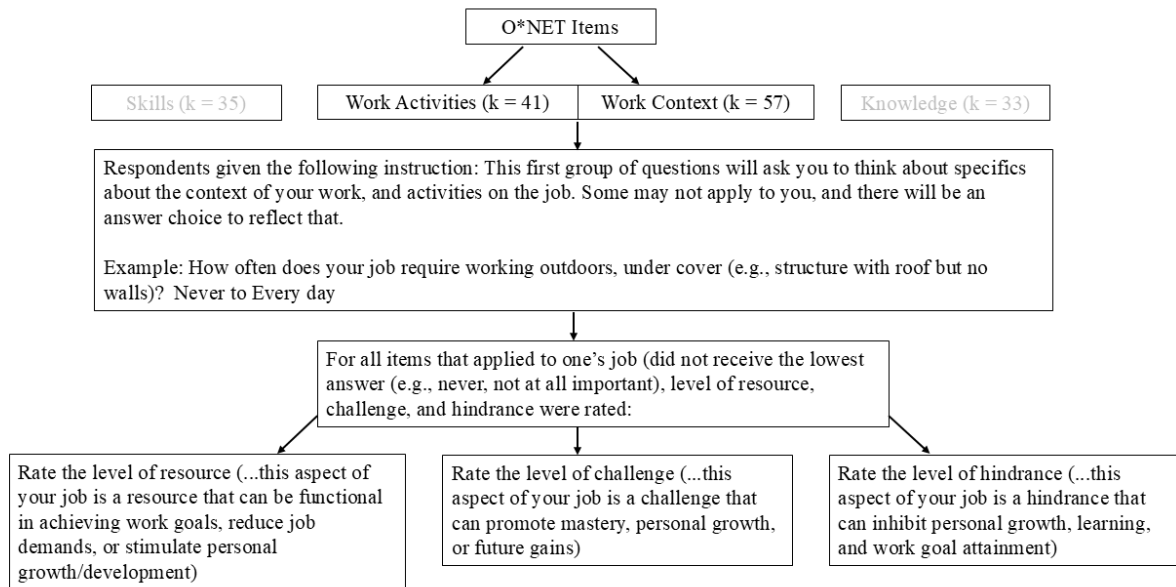 O*NET Items
Skills (k = 35)
Work Activities (k = 41)
Work Context (k = 57)
Knowledge (k = 33)
Respondents given the following instruction: This first group of questions will ask you to think about specifics
about the context of your work, and activities on the job. Some may not apply to you, and there will be an
answer choice to reflect that.
Example: How often does your job require working outdoors, under cover (e.g., structure with roof but no
walls)?  Never to Every day
For all items that applied to one’s job (did not receive the lowest
answer (e.g., never, not at all important), level of resource,
challenge, and hindrance were rated:
Rate the level of resource (...this aspect of
your job is a resource that can be functional
in achieving work goals, reduce job
demands, or stimulate personal
growth/development)
Rate the level of challenge (...this
aspect of your job is a challenge that
can promote mastery, personal growth,
or future gains)
Rate the level of hindrance (...this
aspect of your job is a hindrance that
can inhibit personal growth, learning,
and work goal attainment)